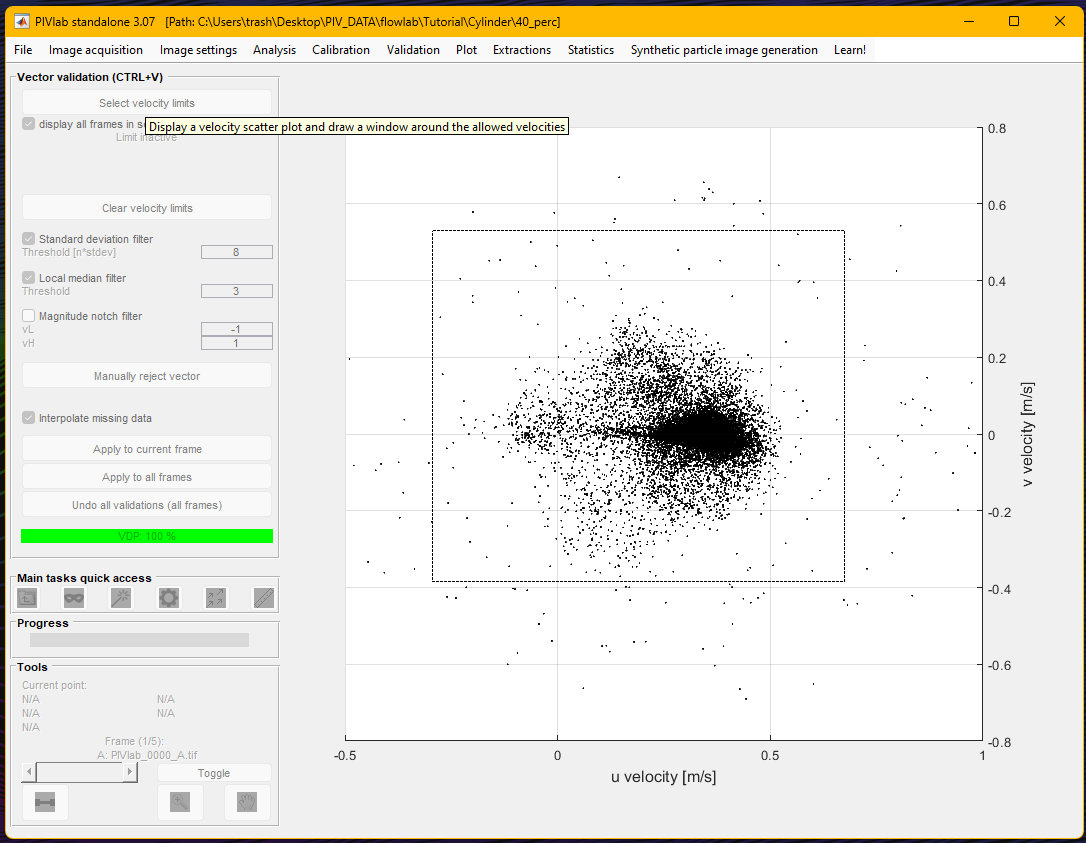 PIVlab standalone 3.07 [Path: C:\Users\trash\Desktop\PIV_DATA\flowlab\Tutorial\Cylinder\40_perc]
File Image acquisition Image settings Analysis Calibration Validation Plot Extractions Statistics Synthetic particle image generation Learn!
Vector validation (CTRL+V)
Select velocity limits
display all frames in
Display a velocity scatter plot and draw a window around the allowed velocities
Limit inactive
Clear velocity limits
Standard deviation filter
Threshold [n*stdev]
8
Local median filter
Threshold
3
Magnitude notch filter
vL
-1
vH
1
Manually reject vector
Interpolate missing data
Apply to current frame
Apply to all frames
Undo all validations (all frames)
VDP: 100 %
Main tasks quick access
Progress
Tools
Current point:
N/A N/A
N/A N/A
N/A
Frame (1/5):
A: PIVlab_0000_A.tif
Toggle
0.8
0.6
0.4
0.2
0
-0.2
-0.4
-0.6
-0.8
v velocity [m/s]
-0.5 0 0.5 1
u velocity [m/s]